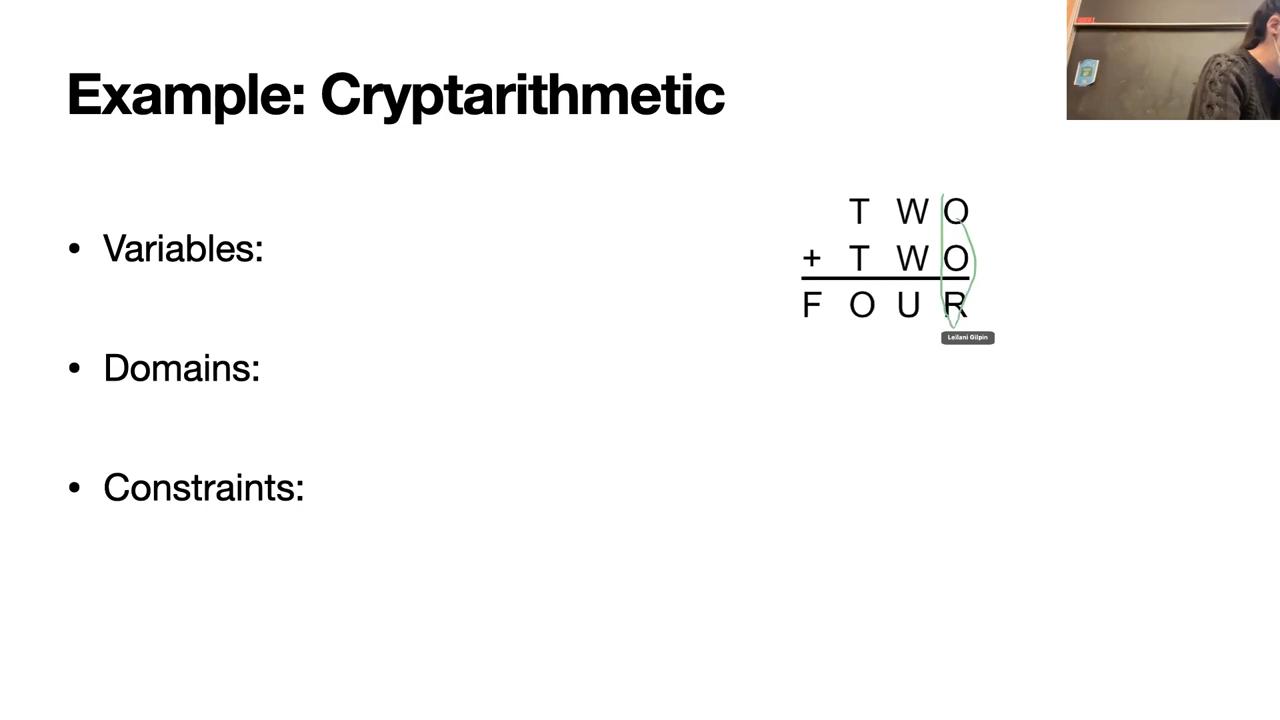 Example: Cryptarithmetic
• Variables:
• Domains:
• Constraints:
T W O
+ T W O
F O U R
Leilani Gilpin